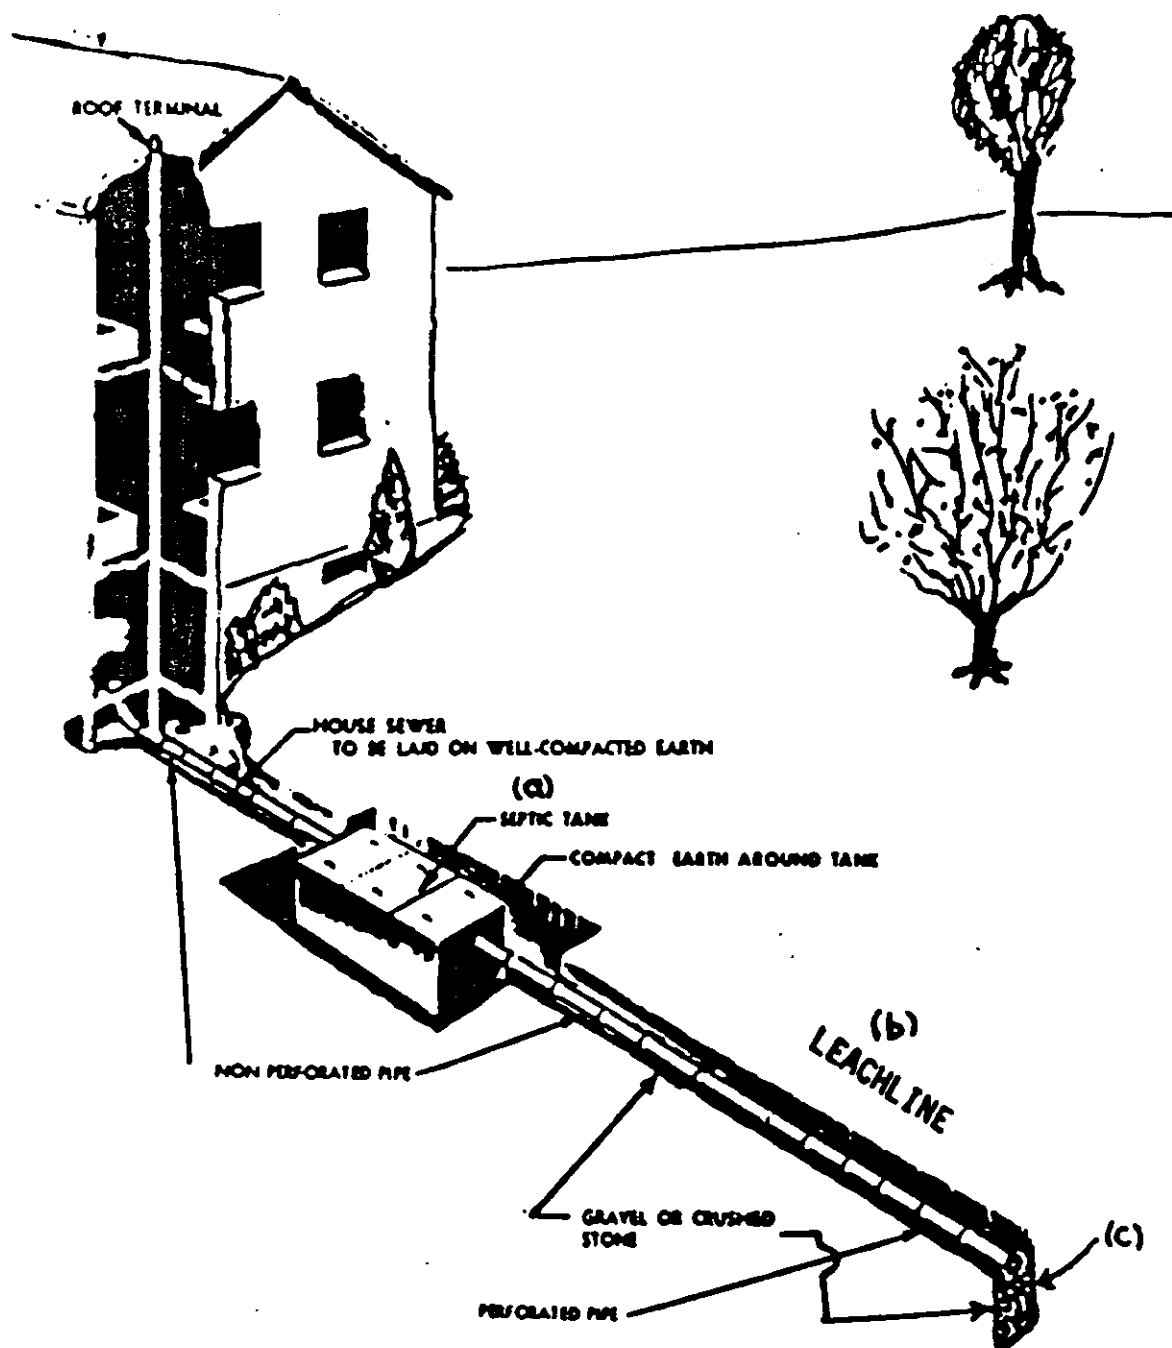 ROOF TERMINAL
HOUSE SEWER
TO BE LAID ON WELL-COMPACTED EARTH
(a)
SEPTIC TANK
COMPACT EARTH AROUND TANK
(b)
LEACHLINE
NON PERFORATED PIPE
GRAVEL OR CRUSHED
STONE
(c)
PERFORATED PIPE